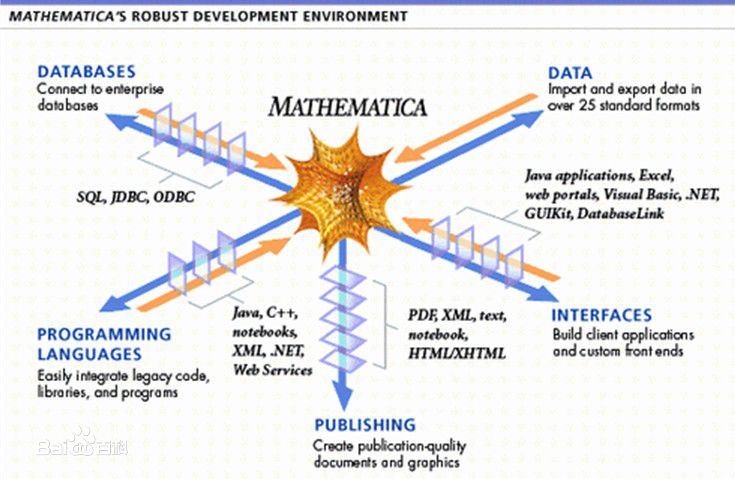 MATHEMATICA'S ROBUST DEVELOPMENT ENVIRONMENT
DATABASES
Connect to enterprise
databases
MATHEMATICA
DATA
Import and export data in
over 25 standard formats
SQL, JDBC, ODBC
Java applications, Excel,
web portals, Visual Basic, .NET,
GUIKit, DatabaseLink
PROGRAMMING
LANGUAGES
Easily integrate legacy code,
libraries, and programs
Java, C++,
notebooks,
XML, .NET,
Web Services
PDF, XML, text,
notebook,
HTML/XHTML
INTERFACES
Build client applications
and custom front ends
PUBLISHING
Create publication-quality
documents and graphics
Bai百科